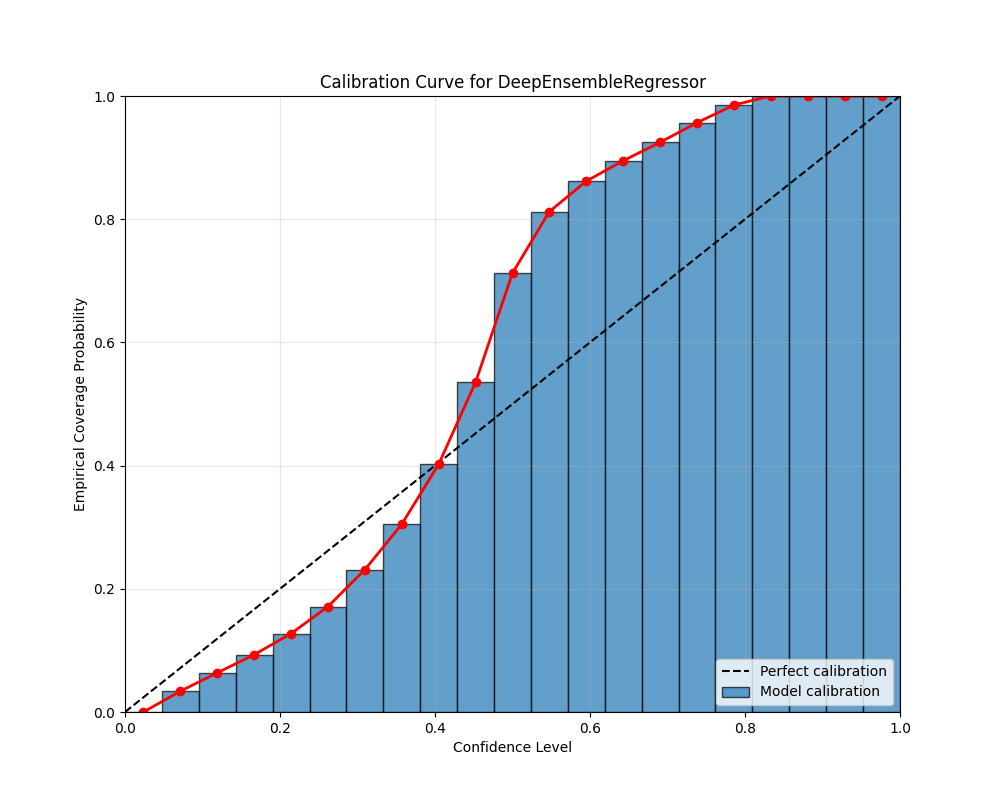 Calibration Curve for DeepEnsembleRegressor
1.0
0.8
0.6
0.4
0.2
0.0
Empirical Coverage Probability
0.0 0.2 0.4 0.6 0.8 1.0
Confidence Level
Perfect calibration
Model calibration